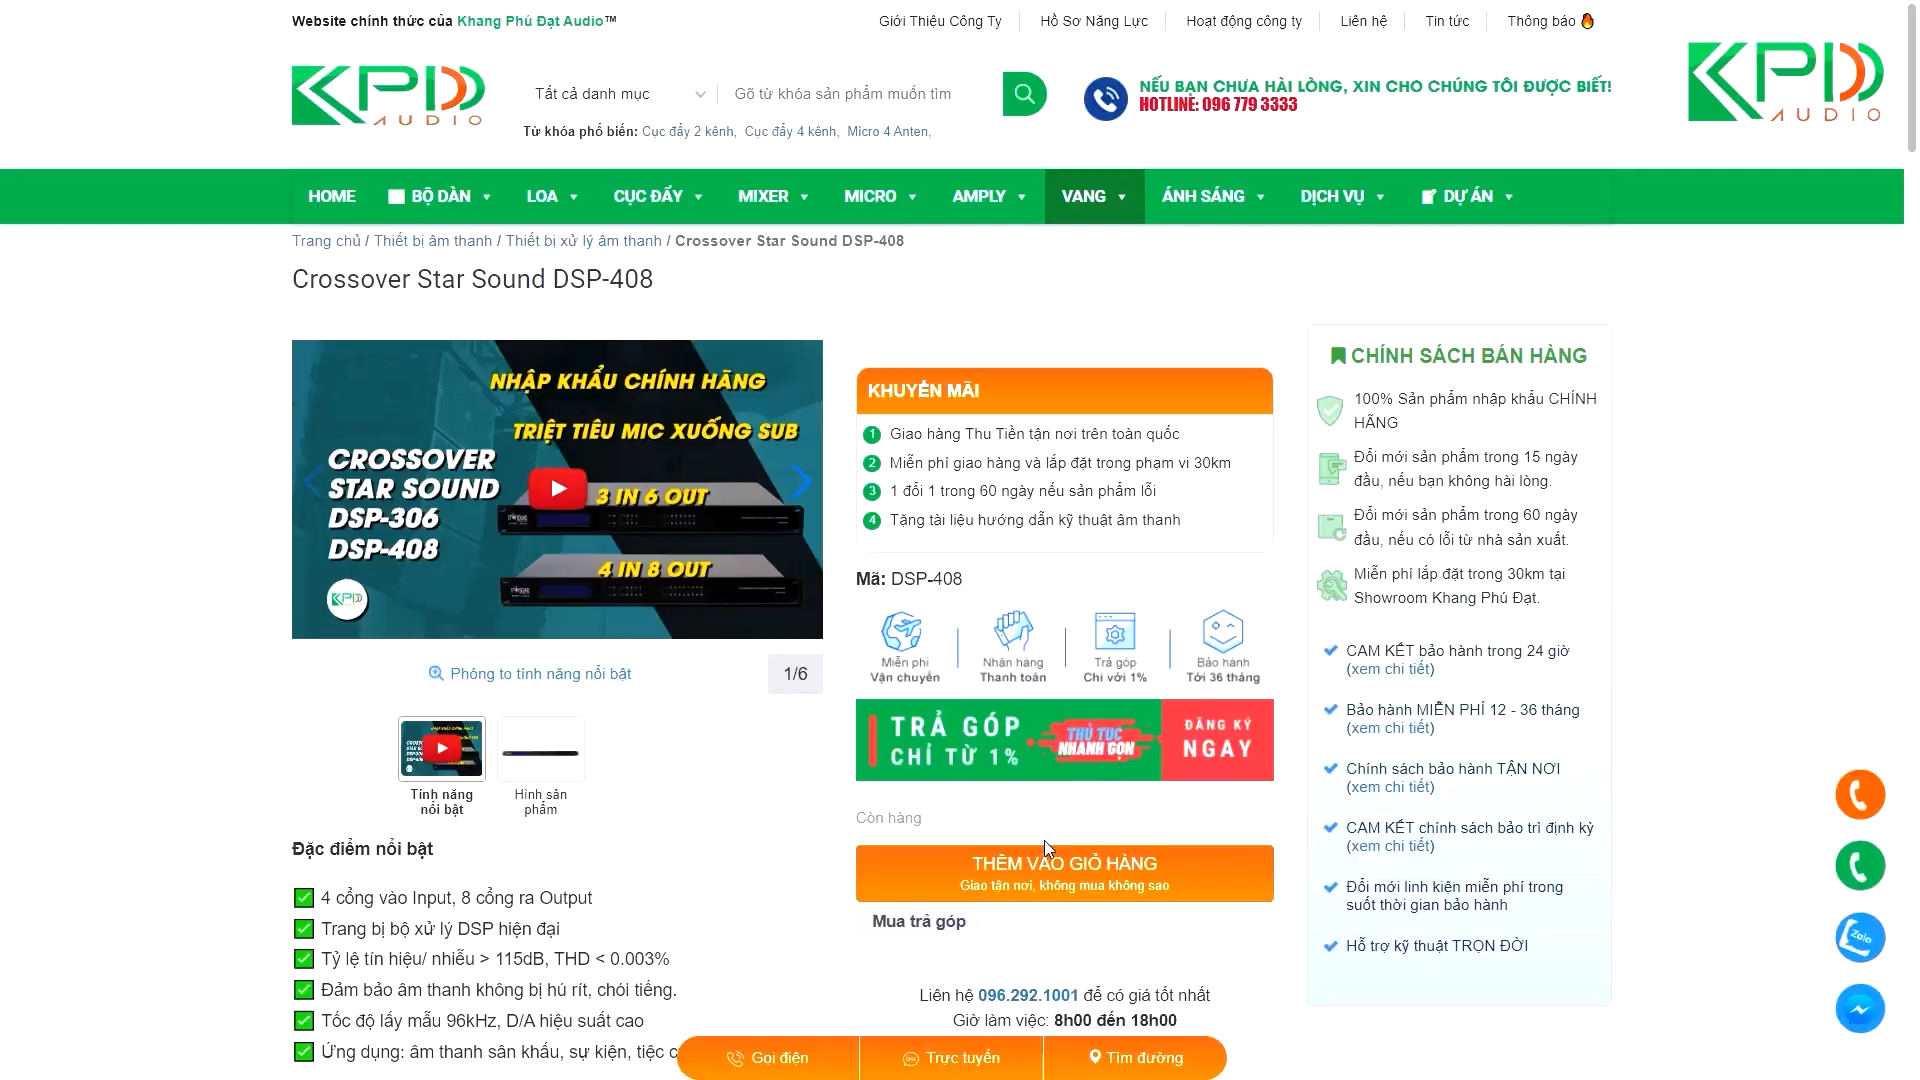 Website chính thức của Khang Phú Đạt Audio™
Giới Thiệu Công Ty
Hồ Sơ Năng Lực
Hoạt động công ty
Liên hệ
Tin tức
Thông báo
KPD AUDIO
Tất cả danh mục
Gõ từ khóa sản phẩm muốn tìm
NẾU BẠN CHƯA HÀI LÒNG, XIN CHO CHÚNG TÔI ĐƯỢC BIẾT!
HOTLINE: 096 779 3333
KPD AUDIO
Từ khóa phổ biến: Cục đẩy 2 kênh, Cục đẩy 4 kênh, Micro 4 Anten,
HOME
BỘ DÀN
LOA
CỤC ĐẨY
MIXER
MICRO
AMPLY
VANG
ÁNH SÁNG
DỊCH VỤ
DỰ ÁN
Trang chủ / Thiết bị âm thanh / Thiết bị xử lý âm thanh / Crossover Star Sound DSP-408
Crossover Star Sound DSP-408
NHẬP KHẨU CHÍNH HÃNG
TRIỆT TIÊU MIC XUỐNG SUB
CROSSOVER
STAR SOUND
DSP-306
DSP-408
3 IN 6 OUT
4 IN 8 OUT
KPD
Phóng to tính năng nổi bật
1/6
Tính năng
nổi bật
Hình sản
phẩm
Đặc điểm nổi bật
4 cổng vào Input, 8 cổng ra Output
Trang bị bộ xử lý DSP hiện đại
Tỷ lệ tín hiệu/ nhiễu > 115dB, THD < 0.003%
Đảm bảo âm thanh không bị hú rít, chói tiếng.
Tốc độ lấy mẫu 96kHz, D/A hiệu suất cao
Ứng dụng: âm thanh sân khấu, sự kiện, tiệc c
KHUYẾN MÃI
1 Giao hàng Thu Tiền tận nơi trên toàn quốc
2 Miễn phí giao hàng và lắp đặt trong phạm vi 30km
3 1 đổi 1 trong 60 ngày nếu sản phẩm lỗi
4 Tặng tài liệu hướng dẫn kỹ thuật âm thanh
Mã: DSP-408
Miễn phí
Vận chuyển
Nhận hàng
Thanh toán
Trả góp
Chỉ với 1%
Bảo hành
Tới 36 tháng
TRẢ GÓP
CHỈ TỪ 1%
THỦ TỤC
NHANH GỌN
ĐĂNG KÝ
NGAY
Còn hàng
THÊM VÀO GIỎ HÀNG
Giao tận nơi, không mua không sao
Mua trả góp
Liên hệ 096.292.1001 để có giá tốt nhất
Giờ làm việc: 8h00 đến 18h00
Gọi điện
Trực tuyến
Tìm đường
CHÍNH SÁCH BÁN HÀNG
100% Sản phẩm nhập khẩu CHÍNH
HÃNG
Đổi mới sản phẩm trong 15 ngày
đầu, nếu bạn không hài lòng.
Đổi mới sản phẩm trong 60 ngày
đầu, nếu có lỗi từ nhà sản xuất.
Miễn phí lắp đặt trong 30km tại
Showroom Khang Phú Đạt.
CAM KẾT bảo hành trong 24 giờ
(xem chi tiết)
Bảo hành MIỄN PHÍ 12 - 36 tháng
(xem chi tiết)
Chính sách bảo hành TẬN NƠI
(xem chi tiết)
CAM KẾT chính sách bảo trì định kỳ
(xem chi tiết)
Đổi mới linh kiện miễn phí trong
suốt thời gian bảo hành
Hỗ trợ kỹ thuật TRỌN ĐỜI
Zalo